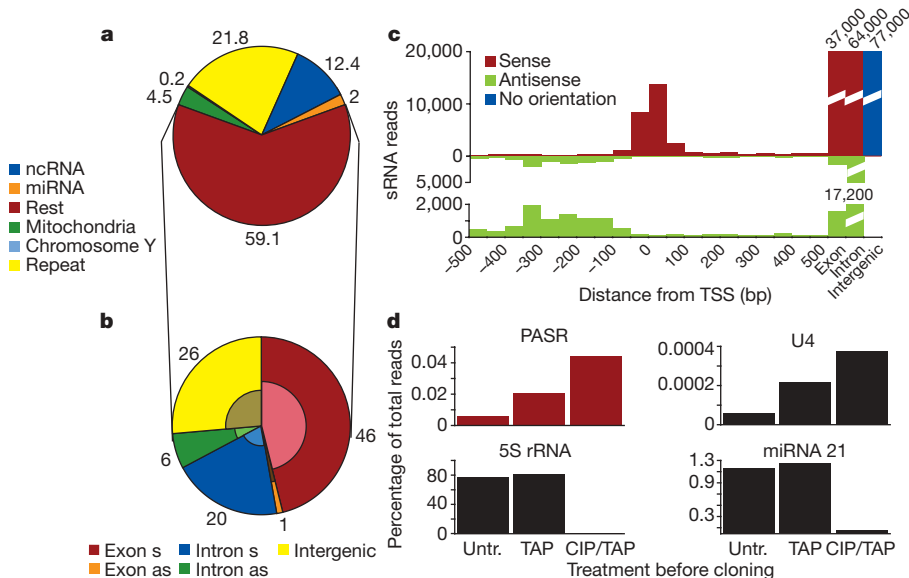 a
21.8
12.4
0.2
2
4.5
59.1
ncRNA
miRNA
Rest
Mitochondria
Chromosome Y
Repeat
b
26
46
6
20
1
Exon s
Intron s
Intergenic
Exon as
Intron as
c
37,000
64,000
77,000
20,000
10,000
0
5,000
2,000
0
sRNA reads
Sense
Antisense
No orientation
17,200
–500
–400
–300
–200
–100
0
100
200
300
400
500
Exon
Intron
Intergenic
Distance from TSS (bp)
d
PASR
0.04
0.02
0
U4
0.0004
0.0002
0
Percentage of total reads
5S rRNA
80
40
0
Untr.
TAP
CIP/TAP
miRNA 21
1.3
0.3
Untr.
TAP
CIP/TAP
Treatment before cloning